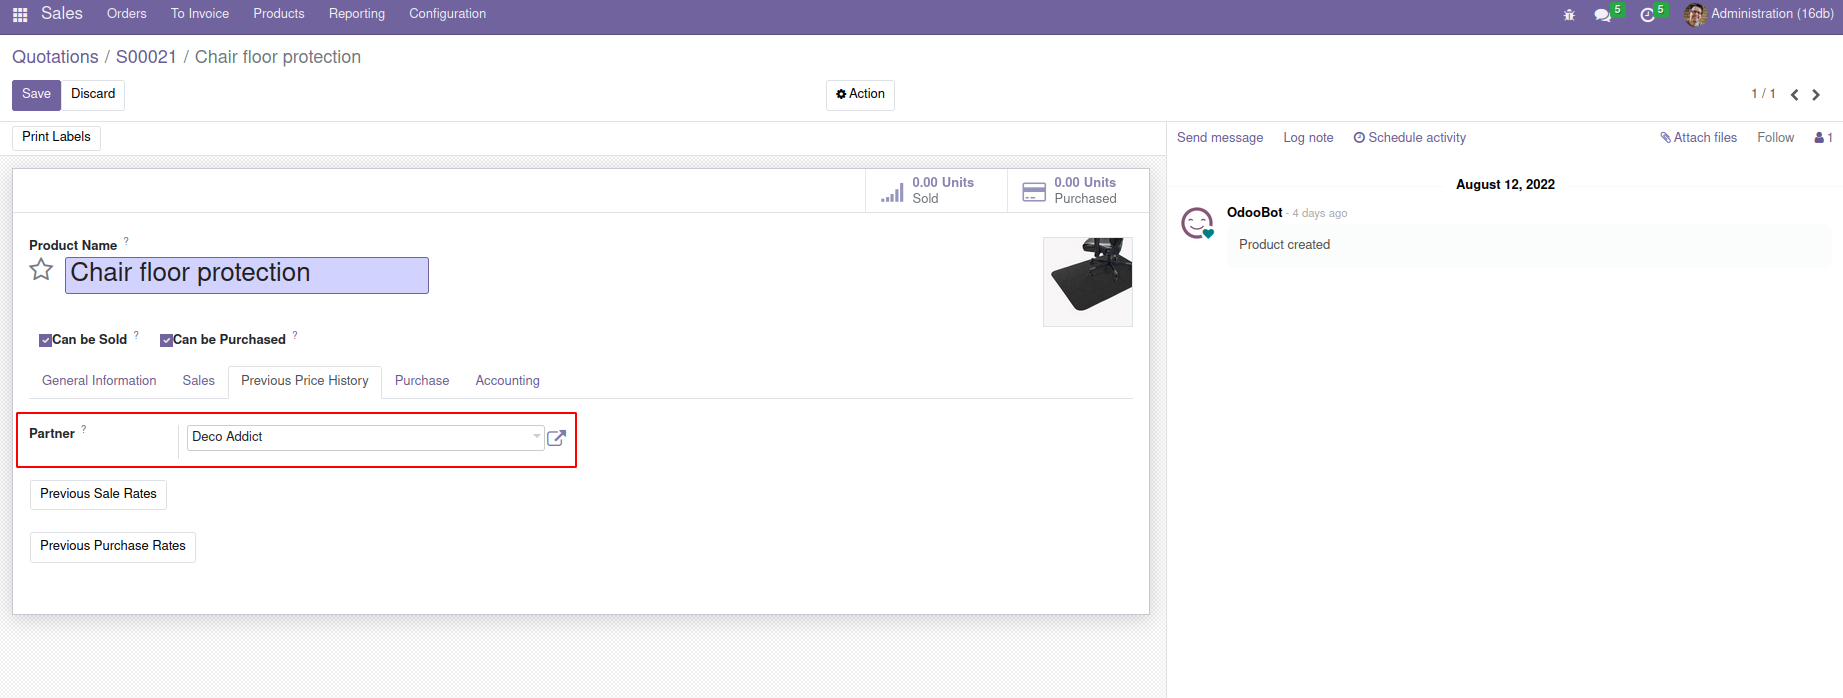 Sales Orders To Invoice Products Reporting Configuration 5 5 Administration (16db)
Quotations / S00021 / Chair floor protection
Save Discard Action 1 / 1
Print Labels Send message Log note Schedule activity Attach files Follow 1
0.00 Units
Sold
0.00 Units
Purchased
August 12, 2022
OdooBot - 4 days ago
Product created
Product Name ?
Chair floor protection
Can be Sold ? Can be Purchased ?
General Information Sales Previous Price History Purchase Accounting
Partner ? Deco Addict
Previous Sale Rates
Previous Purchase Rates